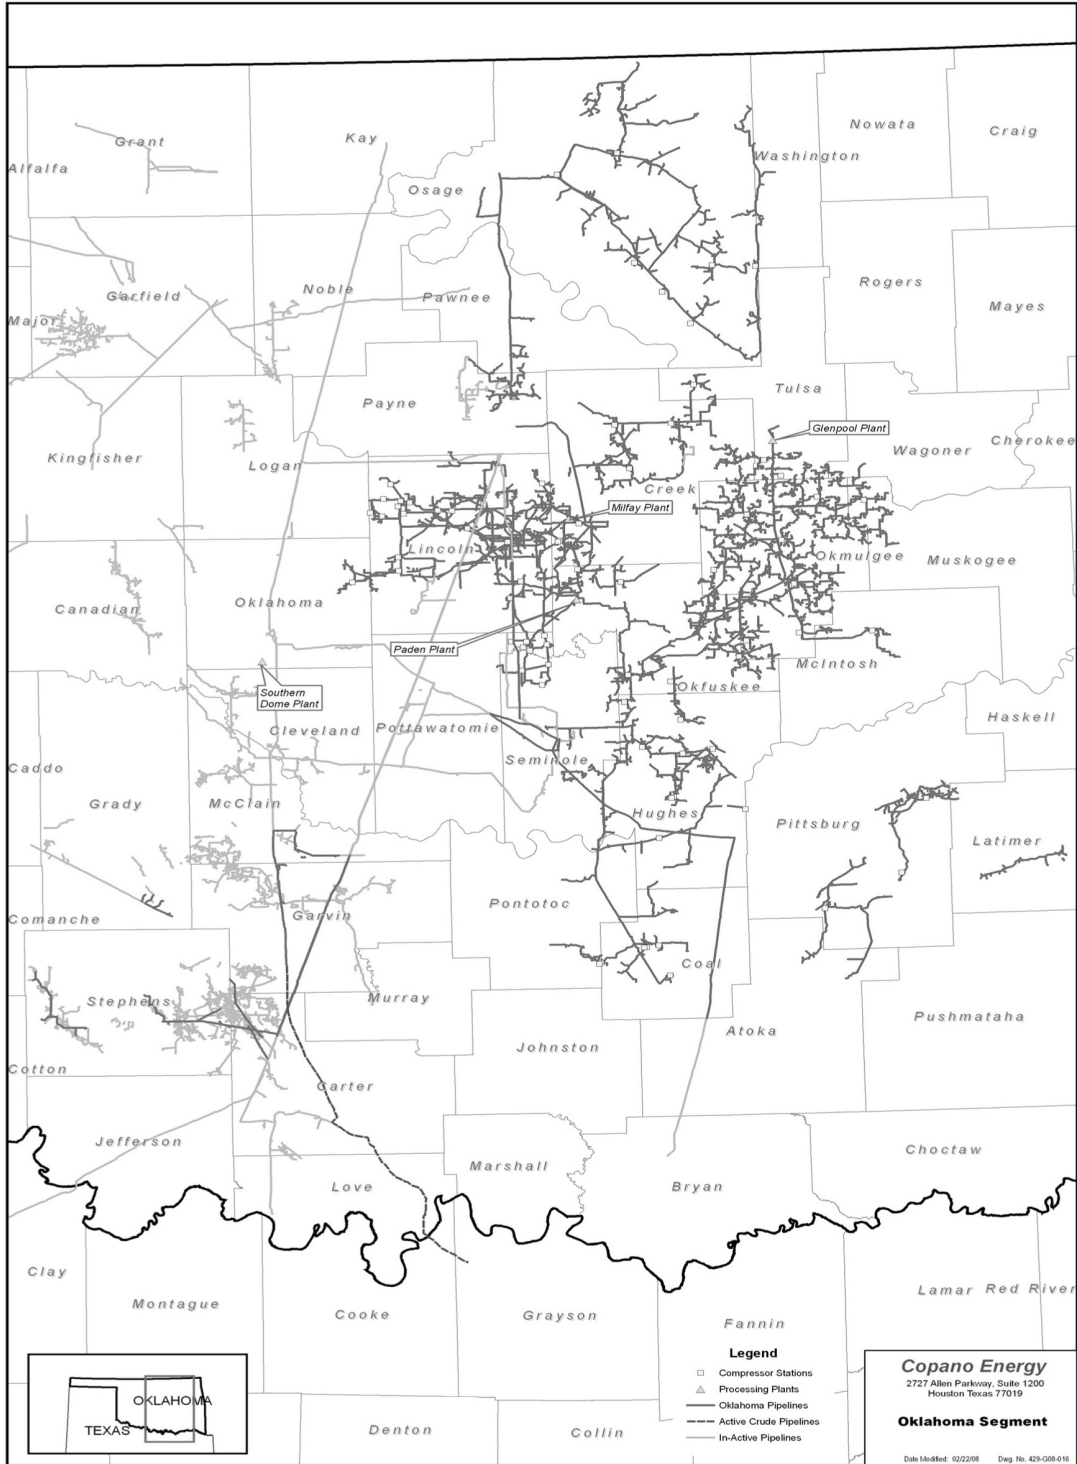 Grant
Kay
Nowata
Craig
Alfalfa
Osage
Washington
Garfield
Noble
Pawnee
Rogers
Mayes
Major
Payne
Tulsa
Glenpool Plant
Kingfisher
Logan
Wagoner
Cherokee
Creek
Milfay Plant
Lincoln
Okmulgee
Muskogee
Canadian
Oklahoma
Paden Plant
McIntosh
Southern
Dome Plant
Okfuskee
Cleveland
Pottawatomie
Haskell
Seminole
Caddo
Grady
McClain
Hughes
Pittsburg
Latimer
Comanche
Garvin
Pontotoc
Coal
Stephens
Murray
Atoka
Pushmataha
Johnston
Cotton
Carter
Jefferson
Marshall
Choctaw
Love
Bryan
Clay
Montague
Cooke
Grayson
Fannin
Lamar
Red River
Denton
Collin
OKLAHOMA
TEXAS
Legend
Compressor Stations
Processing Plants
Oklahoma Pipelines
Active Crude Pipelines
In-Active Pipelines
Copano Energy
2727 Allen Parkway, Suite 1200
Houston Texas 77019
Oklahoma Segment
Date Modified: 02/22/08 Dwg. No. 429-G08-016